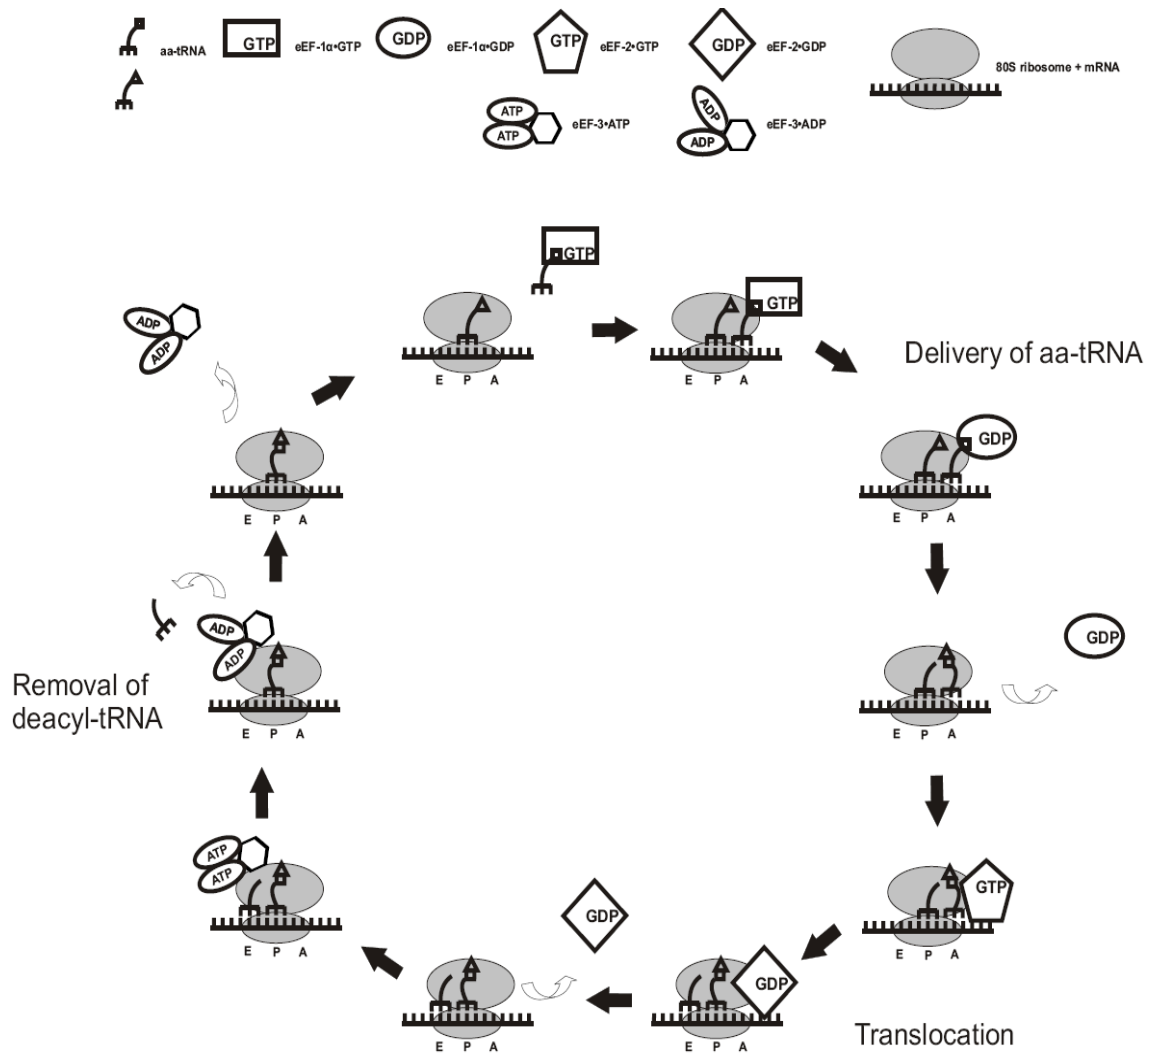 aa-tRNA
GTP
eEF-1α•GTP
GDP
eEF-1α•GDP
GTP
eEF-2•GTP
GDP
eEF-2•GDP
80S ribosome + mRNA
ATP
ATP
eEF-3•ATP
ADP
ADP
eEF-3•ADP
GTP
E P A
GTP
E P A
Delivery of aa-tRNA
GDP
E P A
GDP
E P A
GTP
E P A
GDP
E P A
Translocation
GDP
E P A
ATP
ATP
E P A
Removal of
deacyl-tRNA
ADP
ADP
E P A
ADP
ADP
E P A